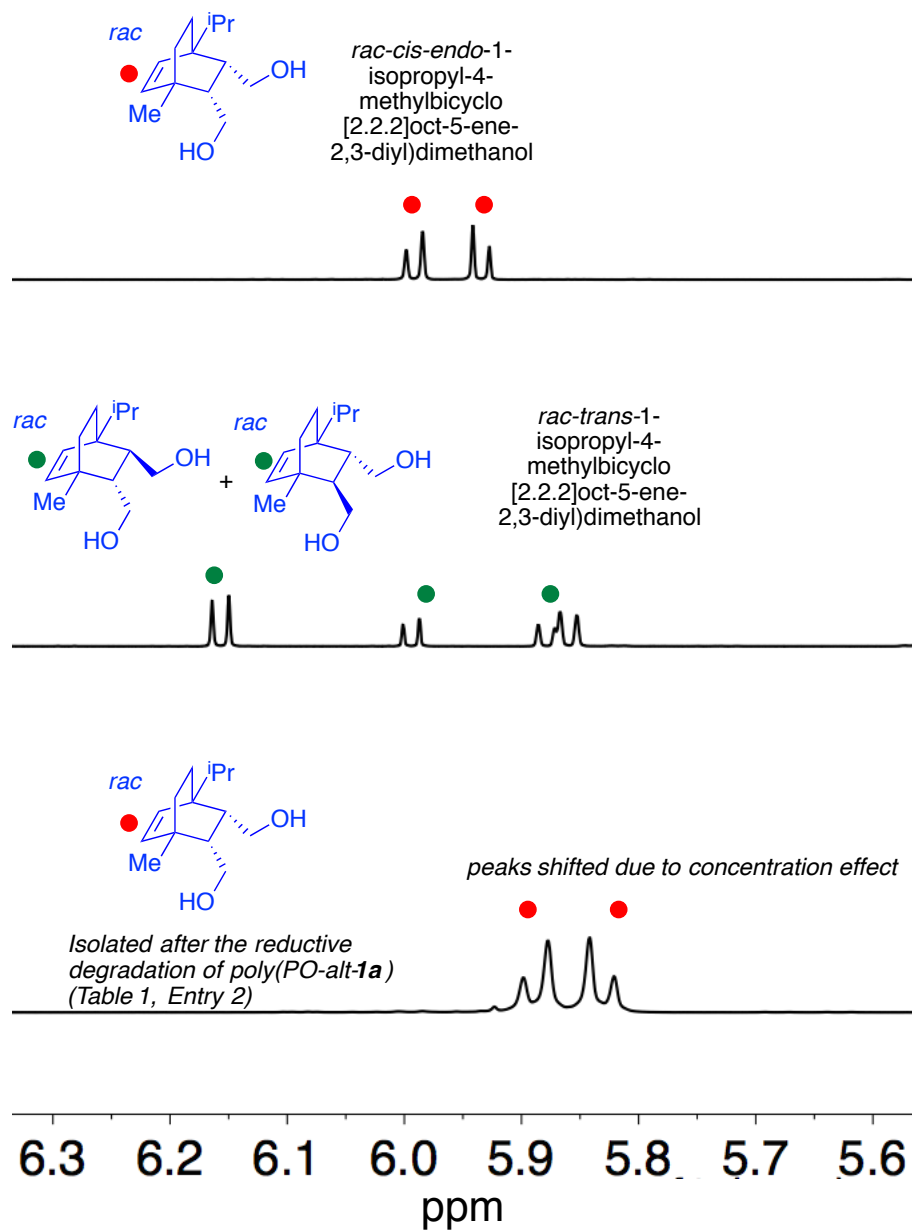 rac
iPr
OH
Me
HO
rac-cis-endo-1-
isopropyl-4-
methylbicyclo
[2.2.2]oct-5-ene-
2,3-diyl)dimethanol
rac
iPr
OH
Me
HO
+
rac
iPr
OH
Me
HO
rac-trans-1-
isopropyl-4-
methylbicyclo
[2.2.2]oct-5-ene-
2,3-diyl)dimethanol
rac
iPr
OH
Me
HO
peaks shifted due to concentration effect
Isolated after the reductive
degradation of poly(PO-alt-1a)
(Table 1, Entry 2)
6.3 6.2 6.1 6.0 5.9 5.8 5.7 5.6
ppm